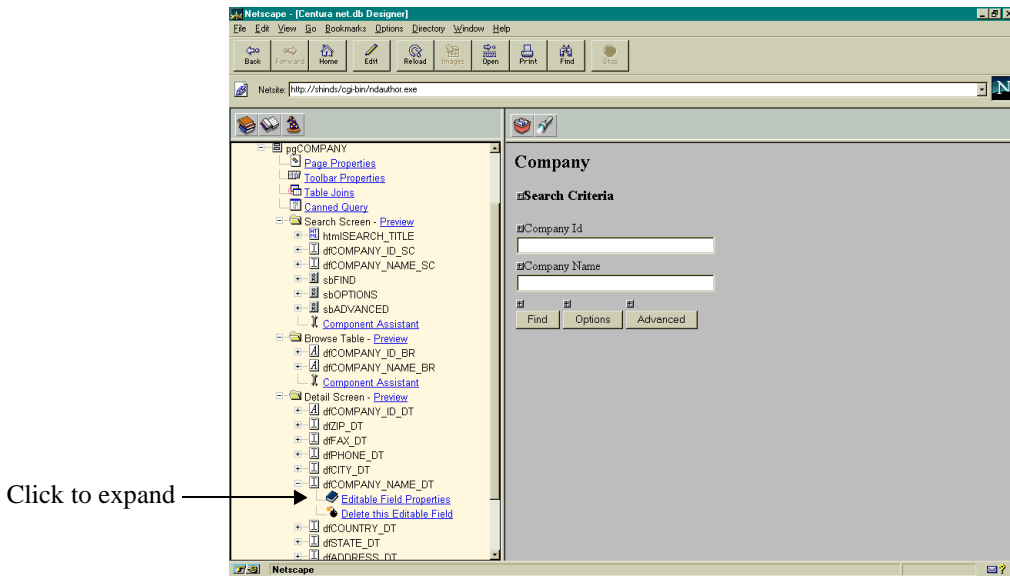 Netscape - [Centura net.db Designer]
File Edit View Go Bookmarks Options Directory Window Help
Back Forward Home Edit Reload Images Open Print Find Stop
Netsite: http://shinds/cgi-bin/ndauthor.exe
N
pgCOMPANY
Page Properties
Toolbar Properties
Table Joins
Canned Query
Search Screen - Preview
htmlSEARCH_TITLE
dfCOMPANY_ID_SC
dfCOMPANY_NAME_SC
sbFIND
sbOPTIONS
sbADVANCED
Component Assistant
Browse Table - Preview
dfCOMPANY_ID_BR
dfCOMPANY_NAME_BR
Component Assistant
Detail Screen - Preview
dfCOMPANY_ID_DT
dfZIP_DT
dfFAX_DT
dfPHONE_DT
dfCITY_DT
dfCOMPANY_NAME_DT
Editable Field Properties
Delete this Editable Field
dfCOUNTRY_DT
dfSTATE_DT
dfADDRESS_DT
Company
Search Criteria
Company Id
Company Name
Find Options Advanced
Click to expand
Netscape